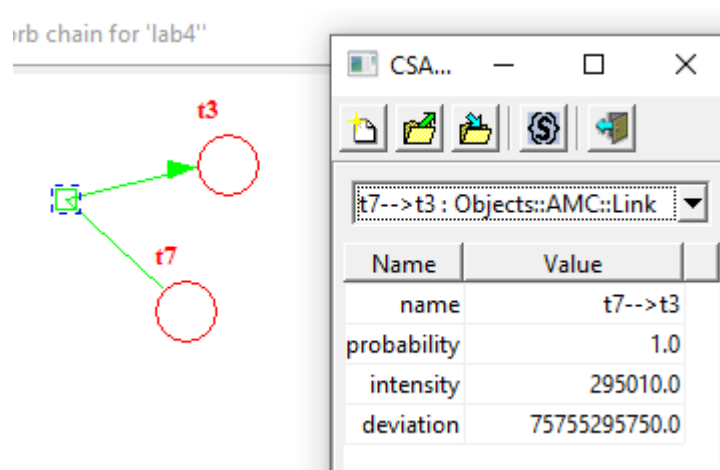 orb chain for 'lab4''
t3
t7
CSA...
t7-->t3 : Objects::AMC::Link
Name Value
name t7-->t3
probability 1.0
intensity 295010.0
deviation 75755295750.0